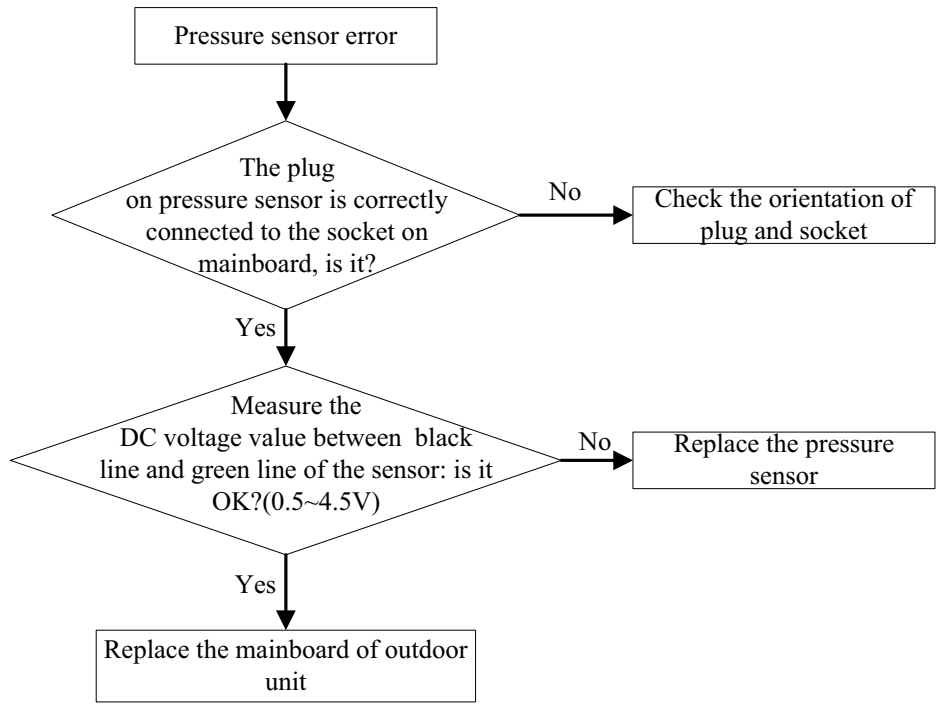 Pressure sensor error
The plug
on pressure sensor is correctly
connected to the socket on
mainboard, is it?
No
Check the orientation of
plug and socket
Yes
Measure the
DC voltage value between black
line and green line of the sensor: is it
OK?(0.5~4.5V)
No
Replace the pressure
sensor
Yes
Replace the mainboard of outdoor
unit